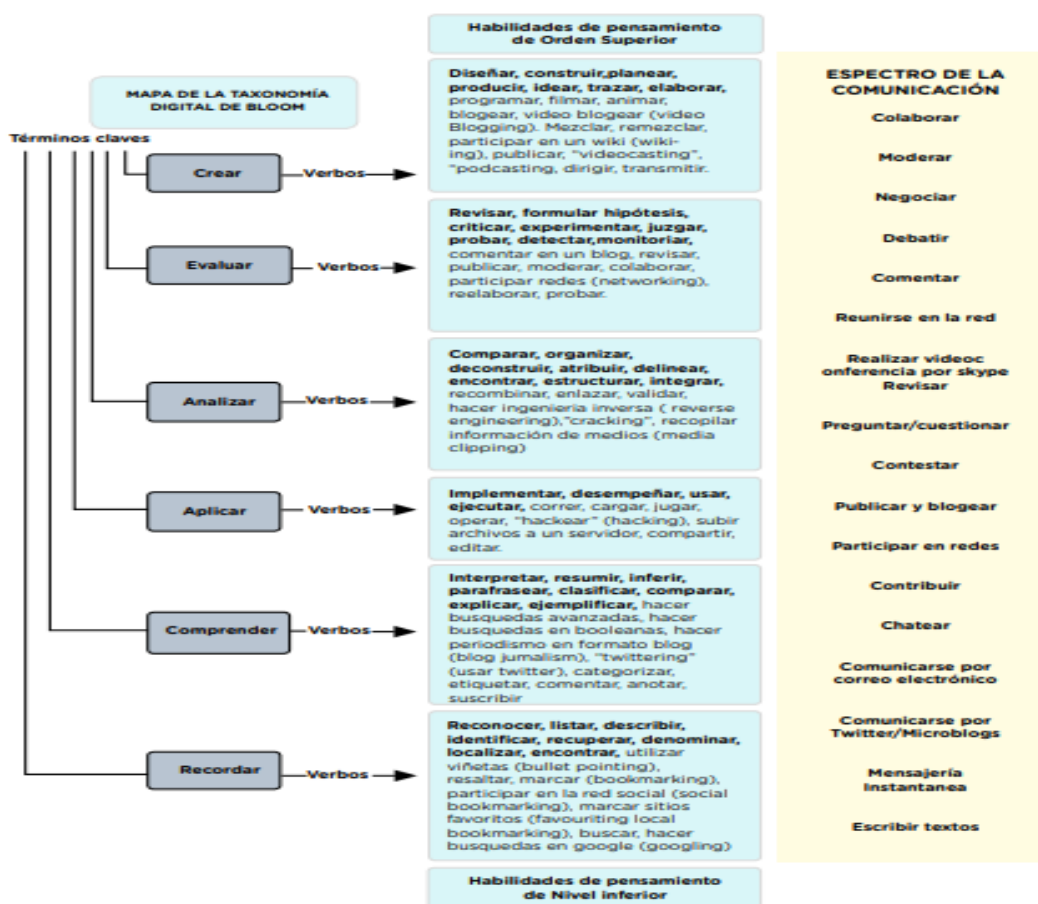 Habilidades de pensamiento
de Orden Superior
MAPA DE LA TAXONOMÍA
DIGITAL DE BLOOM
Términos claves
Crear
Verbos
Diseñar, construir,planear,
producir, idear, trazar, elaborar,
programar, filmar, animar,
blogear, video blogear (video
Blogging). Mezclar, remezclar,
participar en un wiki (wiki-
ing), publicar, "videocasting",
"podcasting, dirigir, transmitir.
Evaluar
Verbos
Revisar, formular hipótesis,
criticar, experimentar, juzgar,
probar, detectar,monitoriar,
comentar en un blog, revisar,
publicar, moderar, colaborar,
participar redes (networking),
reelaborar, probar.
Analizar
Verbos
Comparar, organizar,
deconstruir, atribuir, delinear,
encontrar, estructurar, integrar,
recombinar, enlazar, validar,
hacer ingeniería inversa ( reverse
engineering),"cracking", recopilar
información de medios (media
clipping)
Aplicar
Verbos
Implementar, desempeñar, usar,
ejecutar, correr, cargar, jugar,
operar, "hackear" (hacking), subir
archivos a un servidor, compartir,
editar.
Comprender
Verbos
Interpretar, resumir, inferir,
parafrasear, clasificar, comparar,
explicar, ejemplificar, hacer
busquedas avanzadas, hacer
busquedas en booleanas, hacer
periodismo en formato blog
(blog jurnalism), "twittering"
(usar twitter), categorizar,
etiquetar, comentar, anotar,
suscribir
Recordar
Verbos
Reconocer, listar, describir,
identificar, recuperar, denominar,
localizar, encontrar, utilizar
viñetas (bullet pointing),
resaltar, marcar (bookmarking),
participar en la red social (social
bookmarking), marcar sitios
favoritos (favouriting local
bookmarking), buscar, hacer
busquedas en google (googling)
Habilidades de pensamiento
de Nivel inferior
ESPECTRO DE LA
COMUNICACIÓN
Colaborar
Moderar
Negociar
Debatir
Comentar
Reunirse en la red
Realizar videoc
onferencia por skype
Revisar
Preguntar/cuestionar
Contestar
Publicar y blogear
Participar en redes
Contribuir
Chatear
Comunicarse por
correo electrónico
Comunicarse por
Twitter/Microblogs
Mensajería
Instantanea
Escribir textos